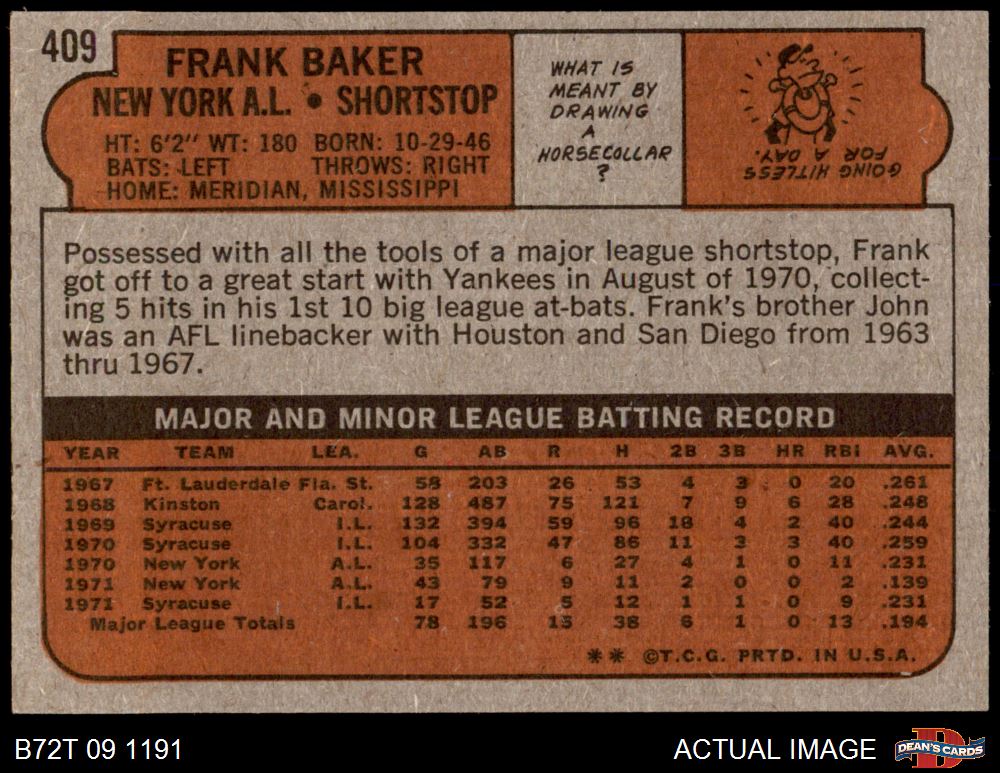 409
FRANK BAKER
NEW YORK A.L. • SHORTSTOP
HT: 6'2" WT: 180 BORN: 10-29-46
BATS: LEFT THROWS: RIGHT
HOME: MERIDIAN, MISSISSIPPI
WHAT IS
MEANT BY
DRAWING
A
HORSECOLLAR
?
GOING HITLESS
FOR A DAY.
Possessed with all the tools of a major league shortstop, Frank
got off to a great start with Yankees in August of 1970, collect-
ing 5 hits in his 1st 10 big league at-bats. Frank's brother John
was an AFL linebacker with Houston and San Diego from 1963
thru 1967.
MAJOR AND MINOR LEAGUE BATTING RECORD
YEAR TEAM LEA. G AB R H 2B 3B HR RBI AVG.
1967 Ft. Lauderdale Fla. St. 58 203 26 53 4 3 0 20 .261
1968 Kinston Carol. 128 487 75 121 7 9 6 28 .248
1969 Syracuse I.L. 132 394 59 96 18 4 2 40 .244
1970 Syracuse I.L. 104 332 47 86 11 3 3 40 .259
1970 New York A.L. 35 117 6 27 4 1 0 11 .231
1971 New York A.L. 43 79 9 11 2 0 0 2 .139
1971 Syracuse I.L. 17 52 5 12 1 1 0 9 .231
Major League Totals 78 196 15 38 6 1 0 13 .194
** ©T.C.G. PRTD. IN U.S.A.
B72T 09 1191
ACTUAL IMAGE
DEAN'S CARDS